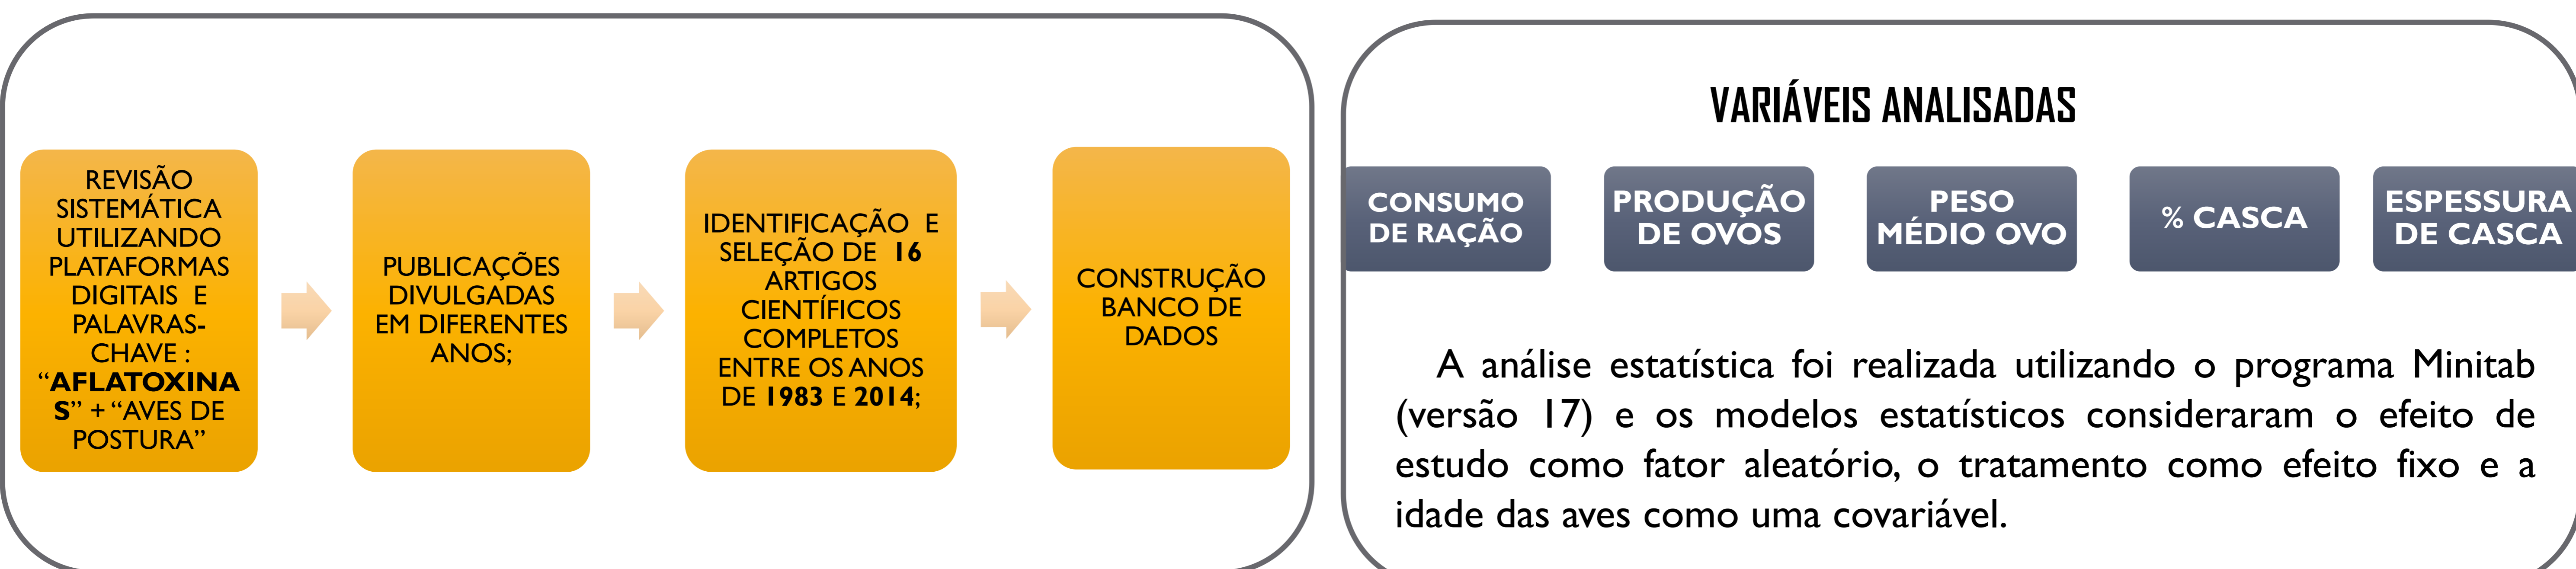 REVISÃO
SISTEMÁTICA
UTILIZANDO
PLATAFORMAS
DIGITAIS E
PALAVRAS-
CHAVE :
“AFLATOXINA
S” + “AVES DE
POSTURA”
PUBLICAÇÕES
DIVULGADAS
EM DIFERENTES
ANOS;
IDENTIFICAÇÃO E
SELEÇÃO DE 16
ARTIGOS
CIENTÍFICOS
COMPLETOS
ENTRE OS ANOS
DE 1983 E 2014;
CONSTRUÇÃO
BANCO DE
DADOS
VARIÁVEIS ANALISADAS
CONSUMO
DE RAÇÃO
PRODUÇÃO
DE OVOS
PESO
MÉDIO OVO
% CASCA
ESPESSURA
DE CASCA
A análise estatística foi realizada utilizando o programa Minitab
(versão 17) e os modelos estatísticos consideraram o efeito de
estudo como fator aleatório, o tratamento como efeito fixo e a
idade das aves como uma covariável.